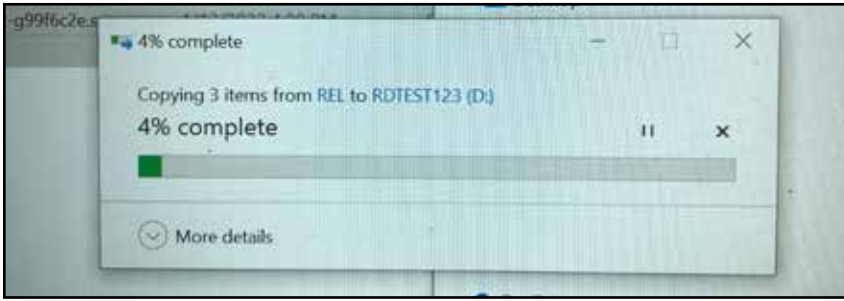 -g99f6c2e.s
4% complete
Copying 3 items from REL to RDTEST123 (D:)
4% complete
More details